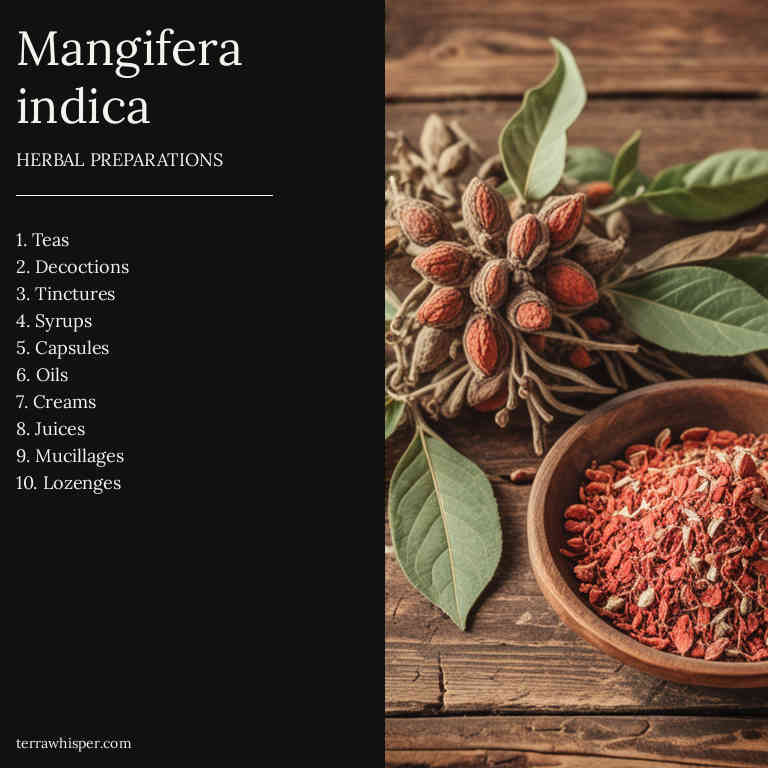 Mangifera
indica
HERBAL PREPARATIONS
1. Teas
2. Decoctions
3. Tinctures
4. Syrups
5. Capsules
6. Oils
7. Creams
8. Juices
9. Mucillages
10. Lozenges
terrawhisper.com